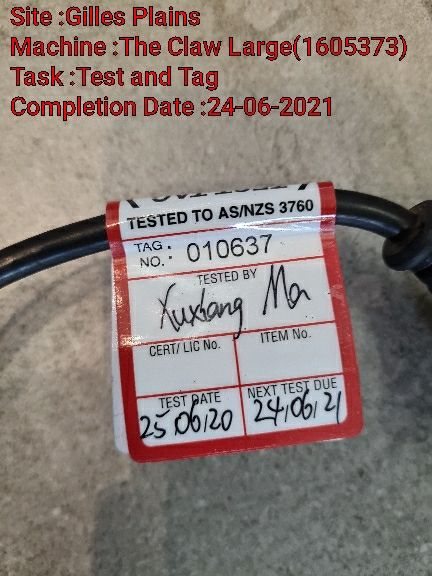 Site :Gilles Plains
Machine :The Claw Large(1605373)
Task :Test and Tag
Completion Date :24-06-2021
TESTED TO AS/NZS 3760
TAG NO.: 010637
TESTED BY
Xuxiang Ma
CERT/ LIC No. ITEM No.
TEST DATE NEXT TEST DUE
25,06,20 24,06,21